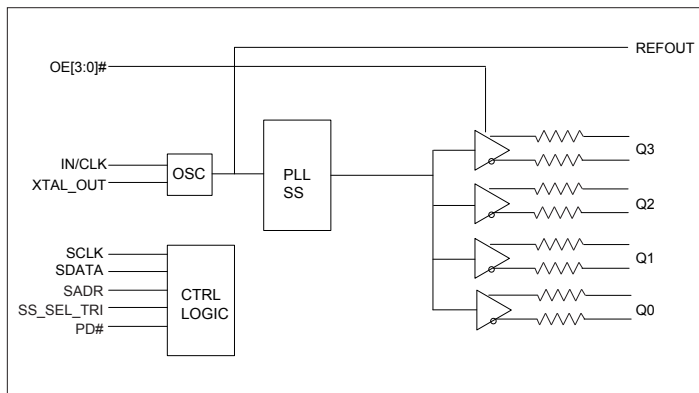 REFOUT
OE[3:0]#
IN/CLK
XTAL_OUT
OSC
PLL
SS
Q3
Q2
Q1
Q0
SCLK
SDATA
SADR
SS_SEL_TRI
PD#
CTRL
LOGIC